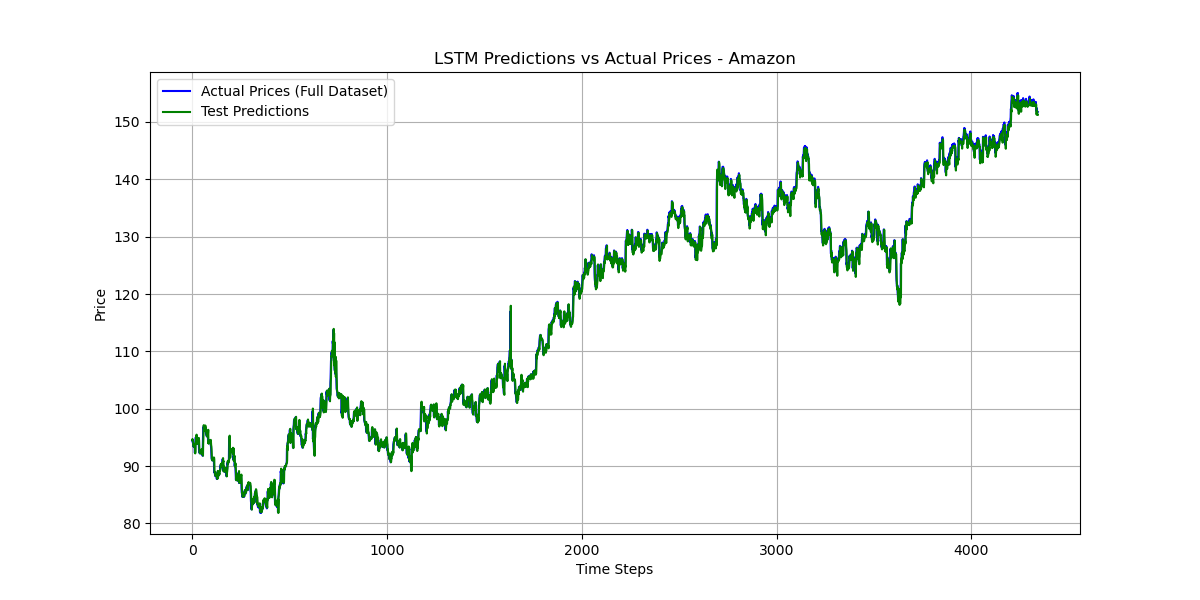 LSTM Predictions vs Actual Prices - Amazon
Actual Prices (Full Dataset)
Test Predictions
150
140
130
120
110
100
90
80
Price
0 1000 2000 3000 4000
Time Steps